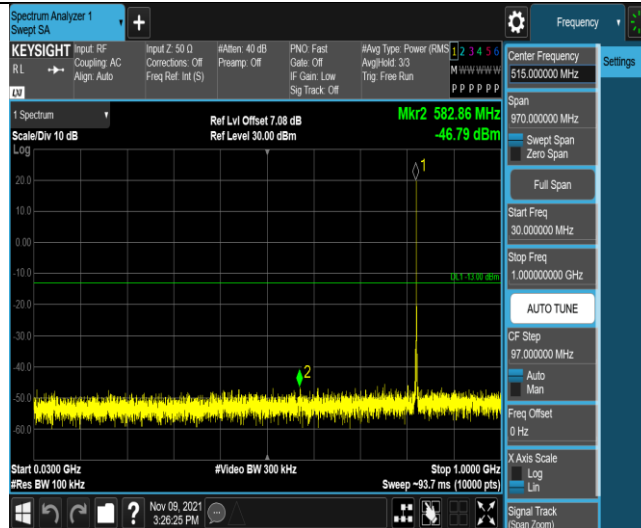 Spectrum Analyzer 1
Swept SA
+
Frequency
KEYSIGHT
RL
LXI
Input: RF
Coupling: AC
Align: Auto
Input Z: 50 Ω
Corrections: Off
Freq Ref: Int (S)
#Atten: 40 dB
Preamp: Off
PNO: Fast
Gate: Off
IF Gain: Low
Sig Track: Off
#Avg Type: Power (RMS
Avg|Hold: 3/3
Trig: Free Run
1 2 3 4 5 6
M W W W W W
P P P P P P
1 Spectrum
Scale/Div 10 dB
Log
Ref Lvl Offset 7.08 dB
Ref Level 30.00 dBm
Mkr2 582.86 MHz
-46.79 dBm
1
20.0
10.0
0.00
-10.0
DL1 -13.00 dBm
-20.0
-30.0
-40.0
2
-50.0
-60.0
Start 0.0300 GHz
#Res BW 100 kHz
#Video BW 300 kHz
Stop 1.0000 GHz
Sweep ~93.7 ms (10000 pts)
?
Nov 09, 2021
3:26:25 PM
Center Frequency
515.000000 MHz
Settings
Span
970.000000 MHz
Swept Span
Zero Span
Full Span
Start Freq
30.000000 MHz
Stop Freq
1.000000000 GHz
AUTO TUNE
CF Step
97.000000 MHz
Auto
Man
Freq Offset
0 Hz
X Axis Scale
Log
Lin
Signal Track
(Span Zoom)